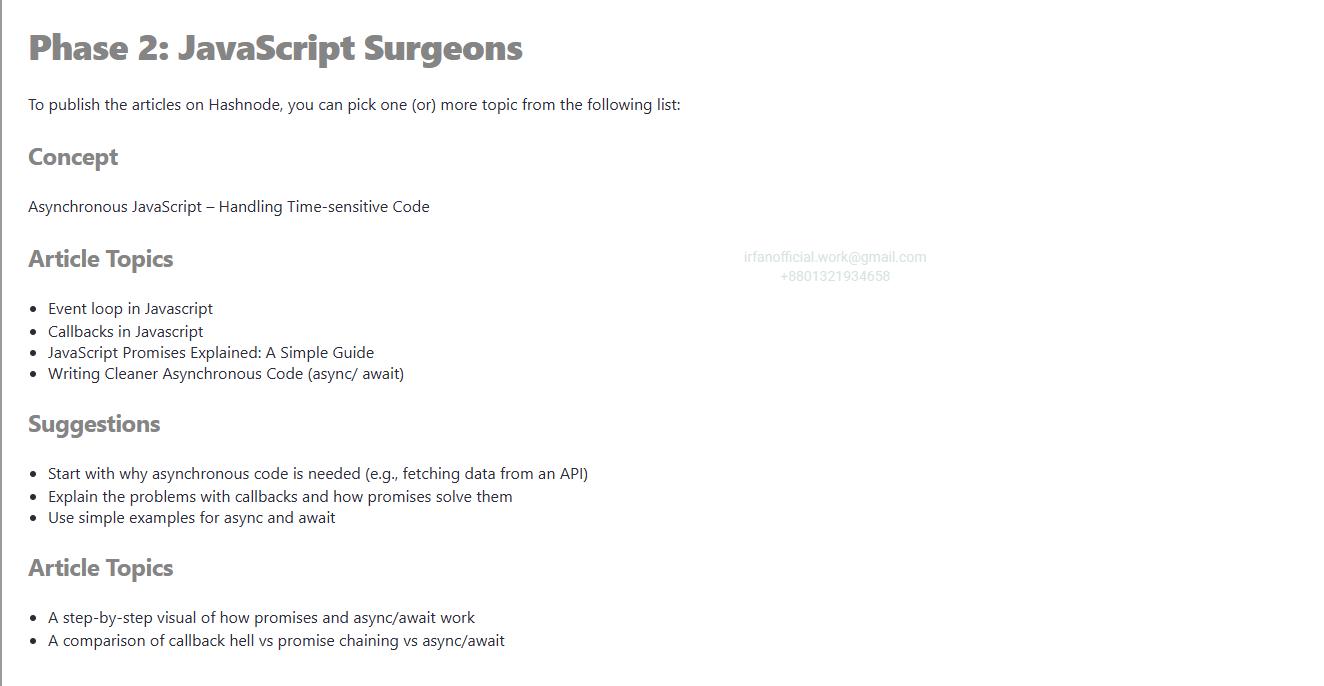 Phase 2: JavaScript Surgeons
To publish the articles on Hashnode, you can pick one (or) more topic from the following list:
Concept
Asynchronous JavaScript – Handling Time-sensitive Code
Article Topics
irfanofficial.work@gmail.com
+8801321934658
• Event loop in Javascript
• Callbacks in Javascript
• JavaScript Promises Explained: A Simple Guide
• Writing Cleaner Asynchronous Code (async/ await)
Suggestions
• Start with why asynchronous code is needed (e.g., fetching data from an API)
• Explain the problems with callbacks and how promises solve them
• Use simple examples for async and await
Article Topics
• A step-by-step visual of how promises and async/await work
• A comparison of callback hell vs promise chaining vs async/await